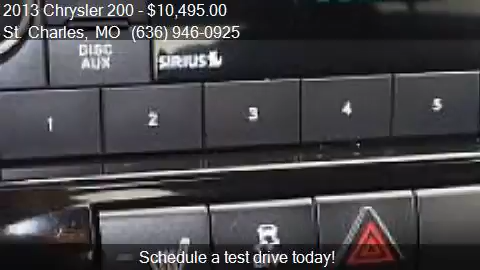 2013 Chrysler 200 - $10,495.00
St. Charles, MO (636) 946-0925
DISC
AUX
SIRIUS
1 2 3 4 5
Schedule a test drive today!